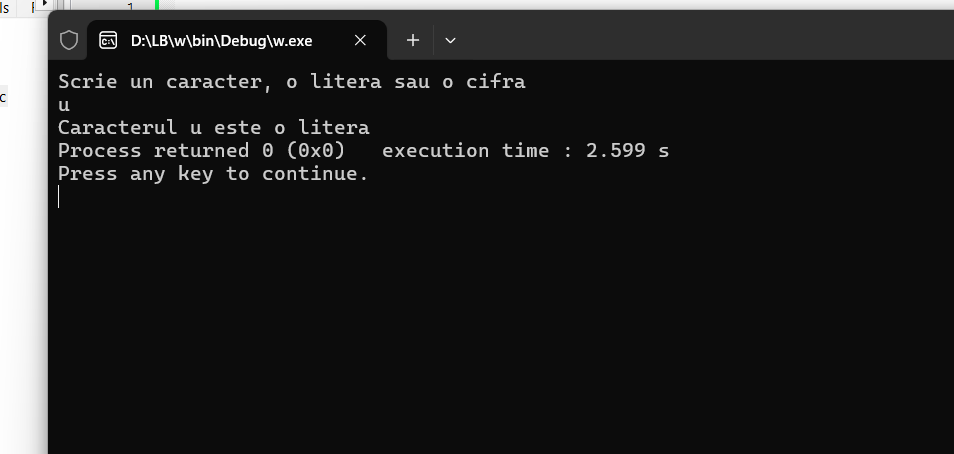 1
D:\LB\w\bin\Debug\w.exe
Scrie un caracter, o litera sau o cifra
u
Caracterul u este o litera
Process returned 0 (0x0)   execution time : 2.599 s
Press any key to continue.
c